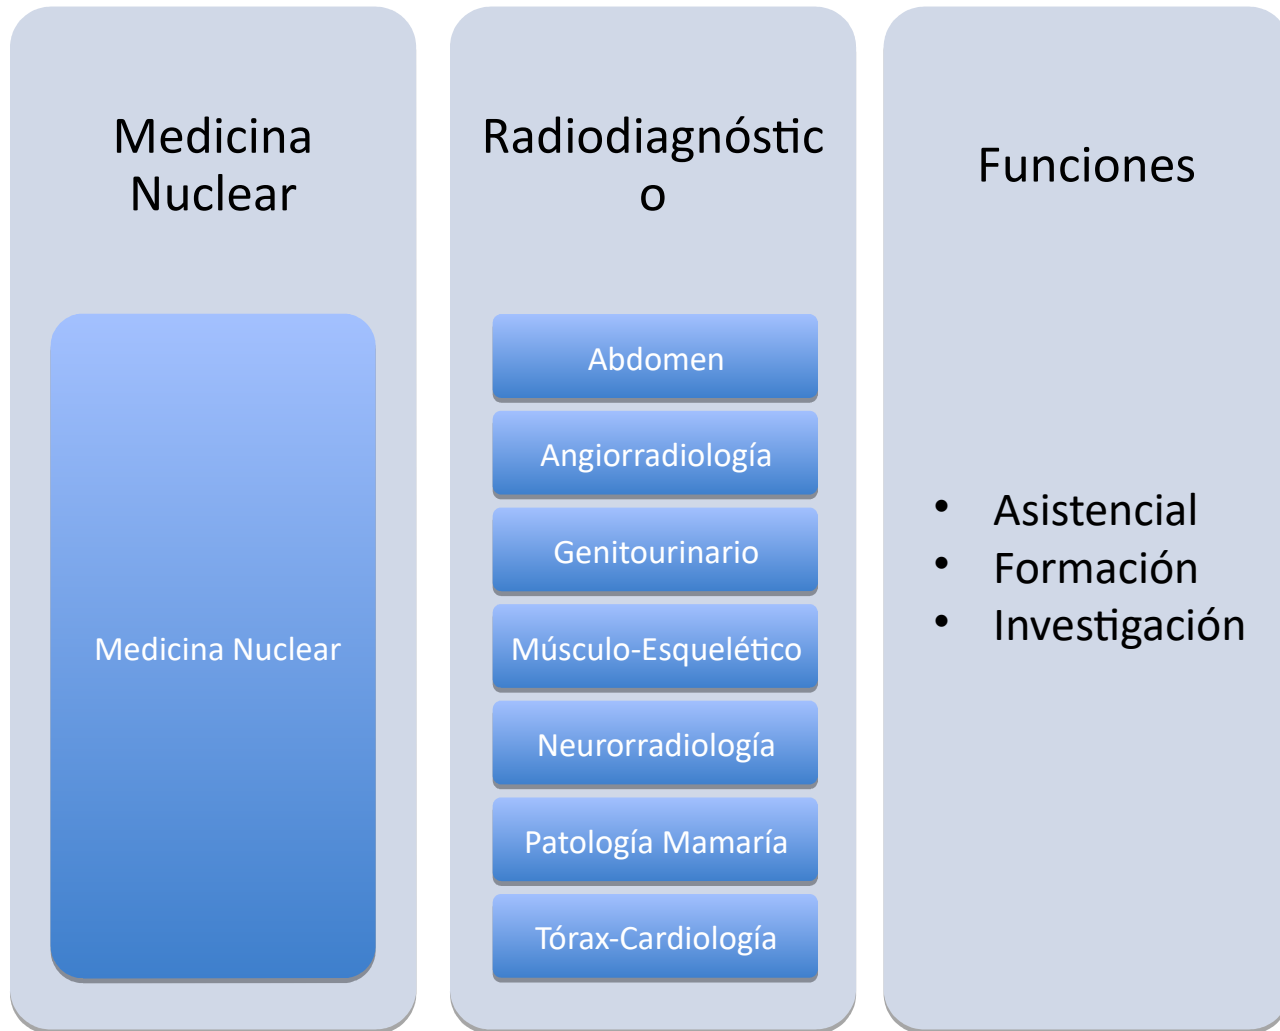 Medicina
Nuclear
Medicina Nuclear
Radiodiagnóstic
o
Abdomen
Angiorradiología
Genitourinario
Músculo-Esquelético
Neurorradiología
Patología Mamaría
Tórax-Cardiología
Funciones
• Asistencial
• Formación
• Investigación